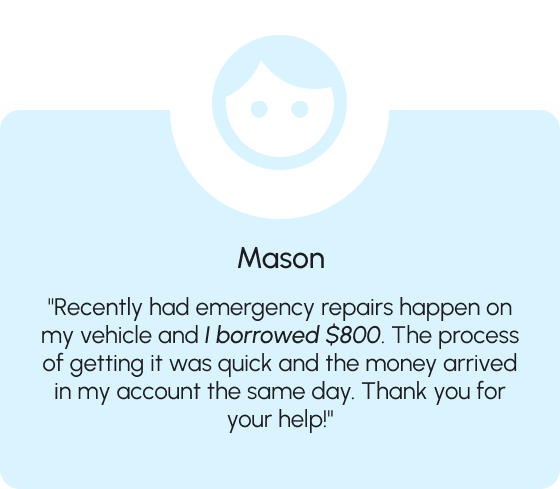 Mason
"Recently had emergency repairs happen on
my vehicle and I borrowed $800. The process
of getting it was quick and the money arrived
in my account the same day. Thank you for
your help!"